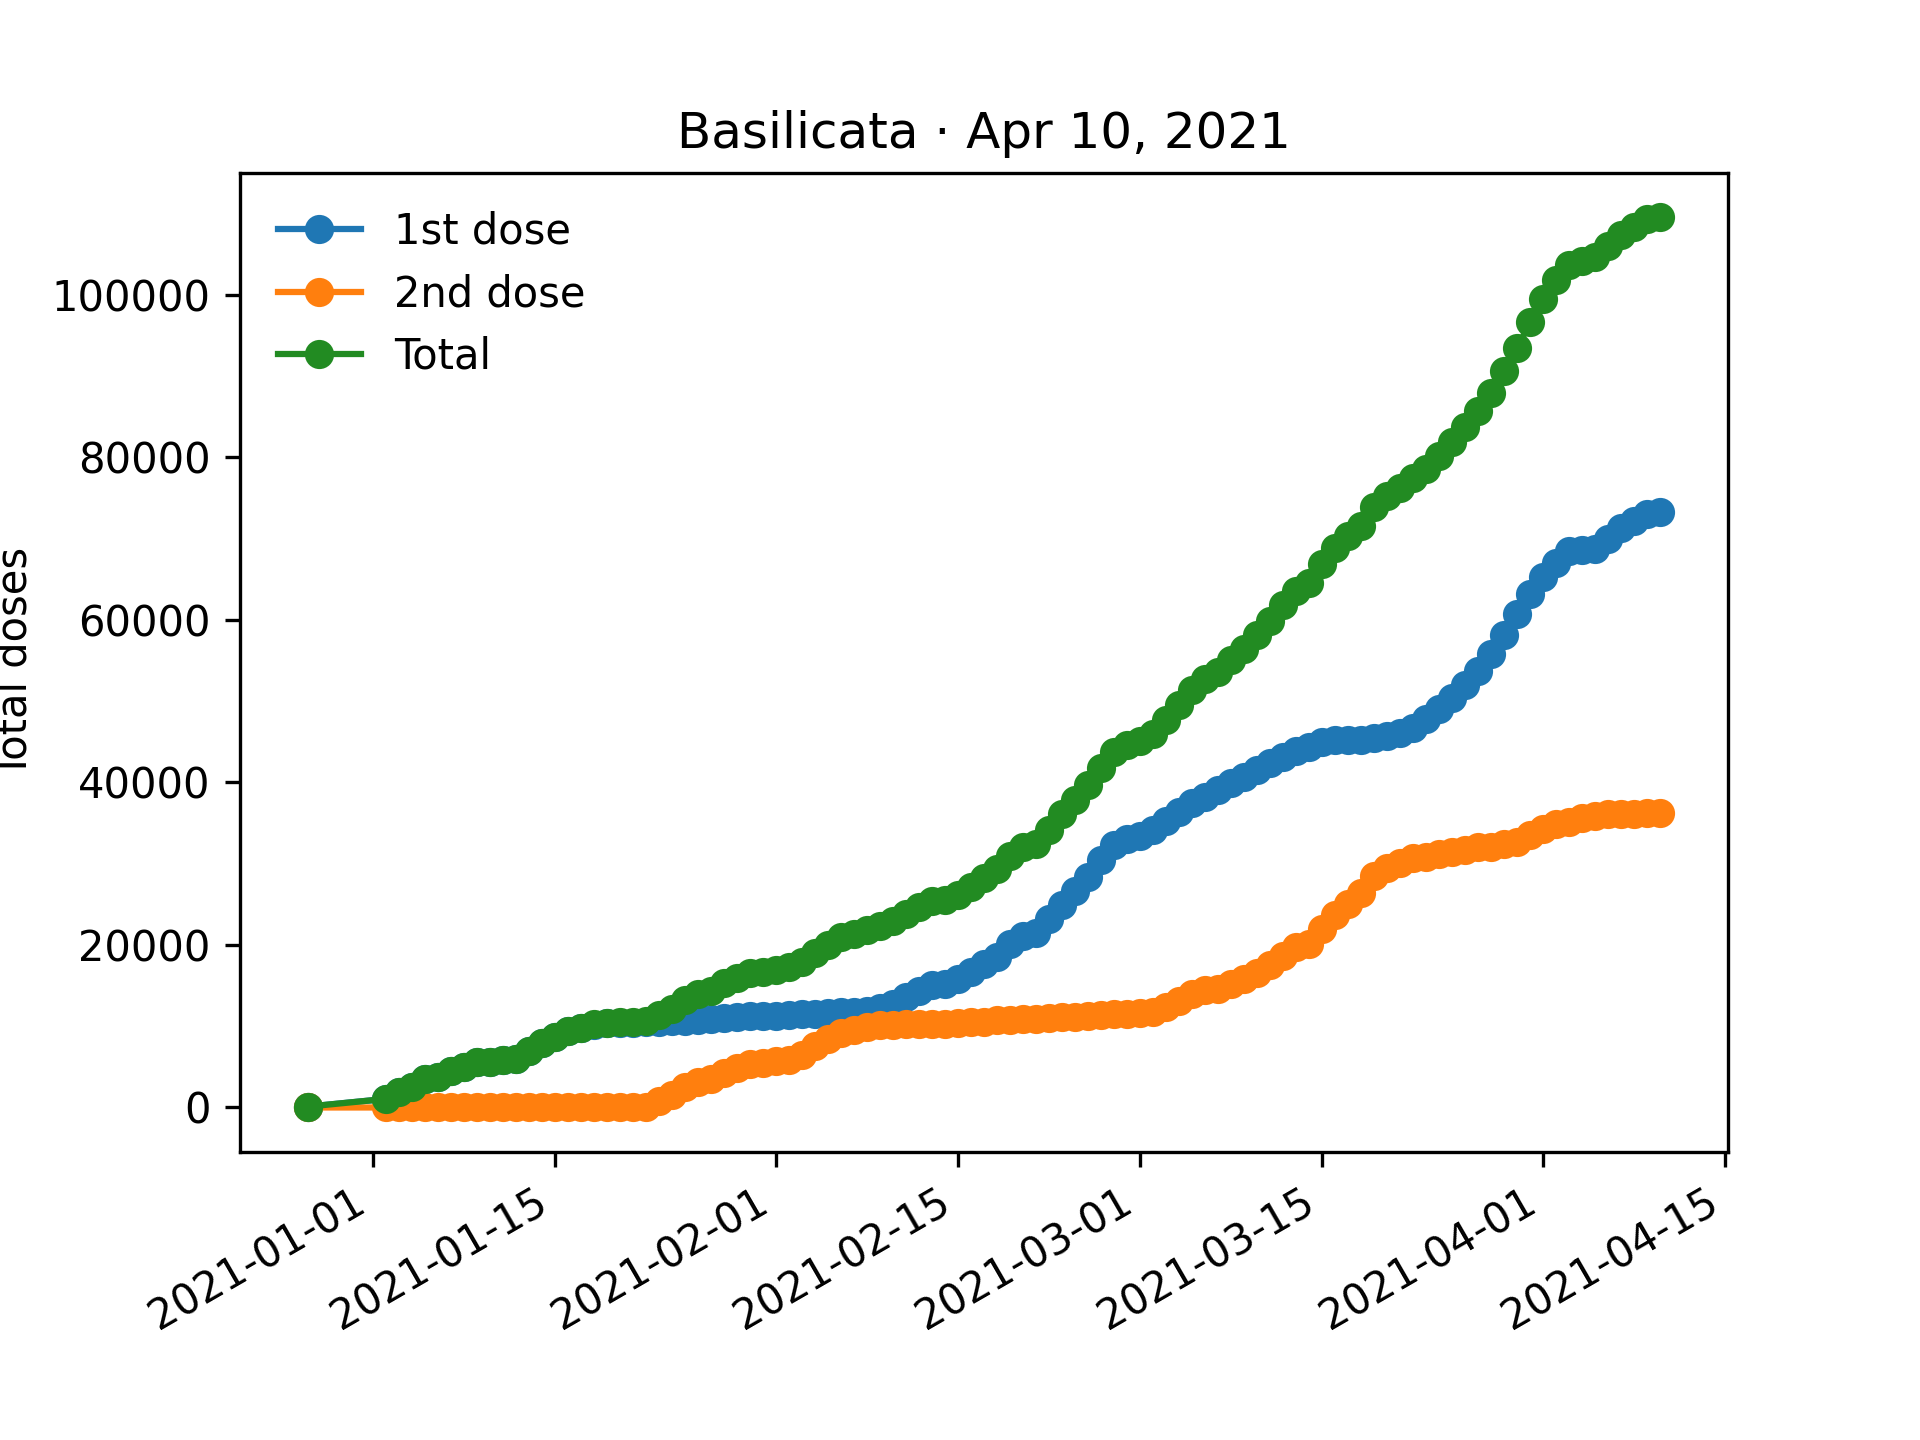 Basilicata · Apr 10, 2021
1st dose
2nd dose
Total
Total doses
100000
80000
60000
40000
20000
0
2021-01-01
2021-01-15
2021-02-01
2021-02-15
2021-03-01
2021-03-15
2021-04-01
2021-04-15